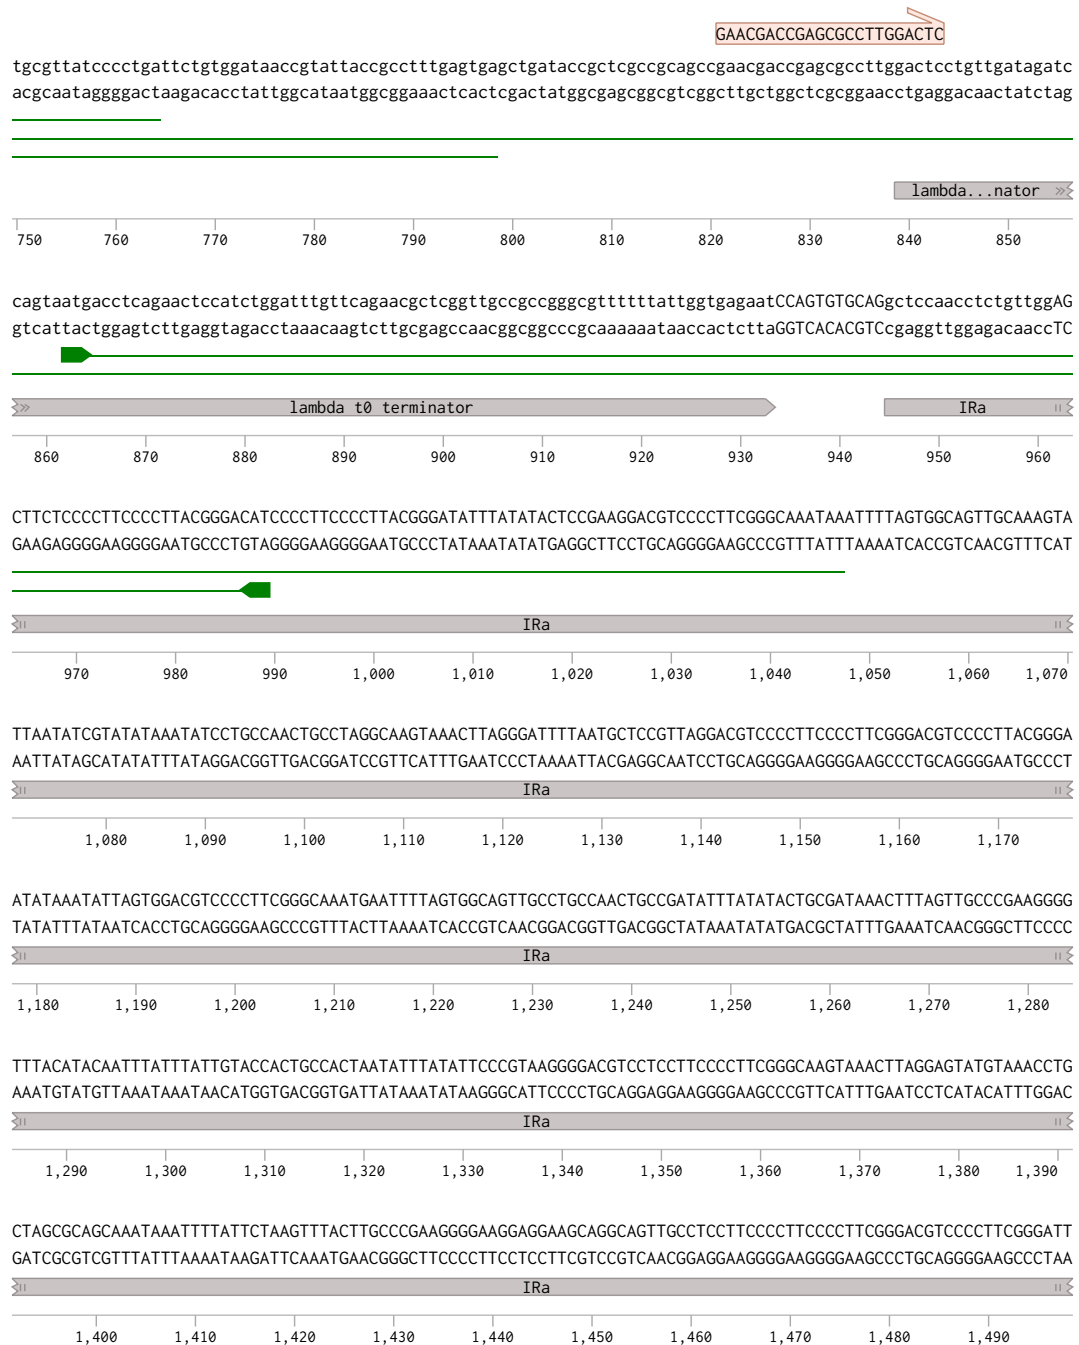 GAACGACCGAGCGCCTTGGACTC
tgcgttatcccctgattctgtggataaccgtattaccgcctttgagtgagctgataccgctcgccgcagccgaacgaccgagcgccttggactcctgttgatagatc
acgcaataggggactaagacacctattggcataatggcggaaactcactcgactatggcgagcggcgtcggcttgctggctcgcggaacctgaggacaactatctag
lambda...nator
750 760 770 780 790 800 810 820 830 840 850
cagtaatgacctcagaactccatctggatttgttcagaacgctcggttgccgccgggcgttttttattggtgagaatCCAGTGTGCAGgctccaacctctgttggAG
gtcattactggagtcttgaggtagacctaaacaagtcttgcgagccaacggcggcccgcaaaaaataaccactcttaGGTCACACGTCcgaggttggagacaaccTC
lambda t0 terminator IRa
860 870 880 890 900 910 920 930 940 950 960
CTTCTCCCCTTCCCCTTACGGGACATCCCCTTCCCCTTACGGGATATTTATATACTCCGAAGGACGTCCCCTTCGGGCAAATAAATTTTAGTGGCAGTTGCAAAGTA
GAAGAGGGGAAGGGGAATGCCCTGTAGGGGAAGGGGAATGCCCTATAAATATATGAGGCTTCCTGCAGGGGAAGCCCGTTTATTTAAAATCACCGTCAACGTTTCAT
IRa
970 980 990 1,000 1,010 1,020 1,030 1,040 1,050 1,060 1,070
TTAATATCGTATATAAATATCCTGCCAACTGCCTAGGCAAGTAAACTTAGGGATTTTAATGCTCCGTTAGGACGTCCCCTTCCCCTTCGGGACGTCCCCTTACGGGA
AATTATAGCATATATTTATAGGACGGTTGACGGATCCGTTCATTTGAATCCCTAAAATTACGAGGCAATCCTGCAGGGGAAGGGGAAGCCCTGCAGGGGAATGCCCT
IRa
1,080 1,090 1,100 1,110 1,120 1,130 1,140 1,150 1,160 1,170
ATATAAATATTAGTGGACGTCCCCTTCGGGCAAATGAATTTTAGTGGCAGTTGCCTGCCAACTGCCGATATTTATATACTGCGATAAACTTTAGTTGCCCGAAGGGG
TATATTTATAATCACCTGCAGGGGAAGCCCGTTTACTTAAAATCACCGTCAACGGACGGTTGACGGCTATAAATATATGACGCTATTTGAAATCAACGGGCTTCCCC
IRa
1,180 1,190 1,200 1,210 1,220 1,230 1,240 1,250 1,260 1,270 1,280
TTTACATACAATTTATTTATTGTACCACTGCCACTAATATTTATATTCCCGTAAGGGGACGTCCTCCTTCCCCTTCGGGCAAGTAAACTTAGGAGTATGTAAACCTG
AAATGTATGTTAAATAAATAACATGGTGACGGTGATTATAAATATAAGGGCATTCCCCTGCAGGAGGAAGGGGAAGCCCGTTCATTTGAATCCTCATACATTTGGAC
IRa
1,290 1,300 1,310 1,320 1,330 1,340 1,350 1,360 1,370 1,380 1,390
CTAGCGCAGCAAATAAATTTTATTCTAAGTTTACTTGCCCGAAGGGGAAGGAGGAAGCAGGCAGTTGCCTCCTTCCCCTTCCCCTTCGGGACGTCCCCTTCGGGATT
GATCGCGTCGTTTATTTAAAATAAGATTCAAATGAACGGGCTTCCCCTTCCTCCTTCGTCCGTCAACGGAGGAAGGGGAAGGGGAAGCCCTGCAGGGGAAGCCCTAA
IRa
1,400 1,410 1,420 1,430 1,440 1,450 1,460 1,470 1,480 1,490